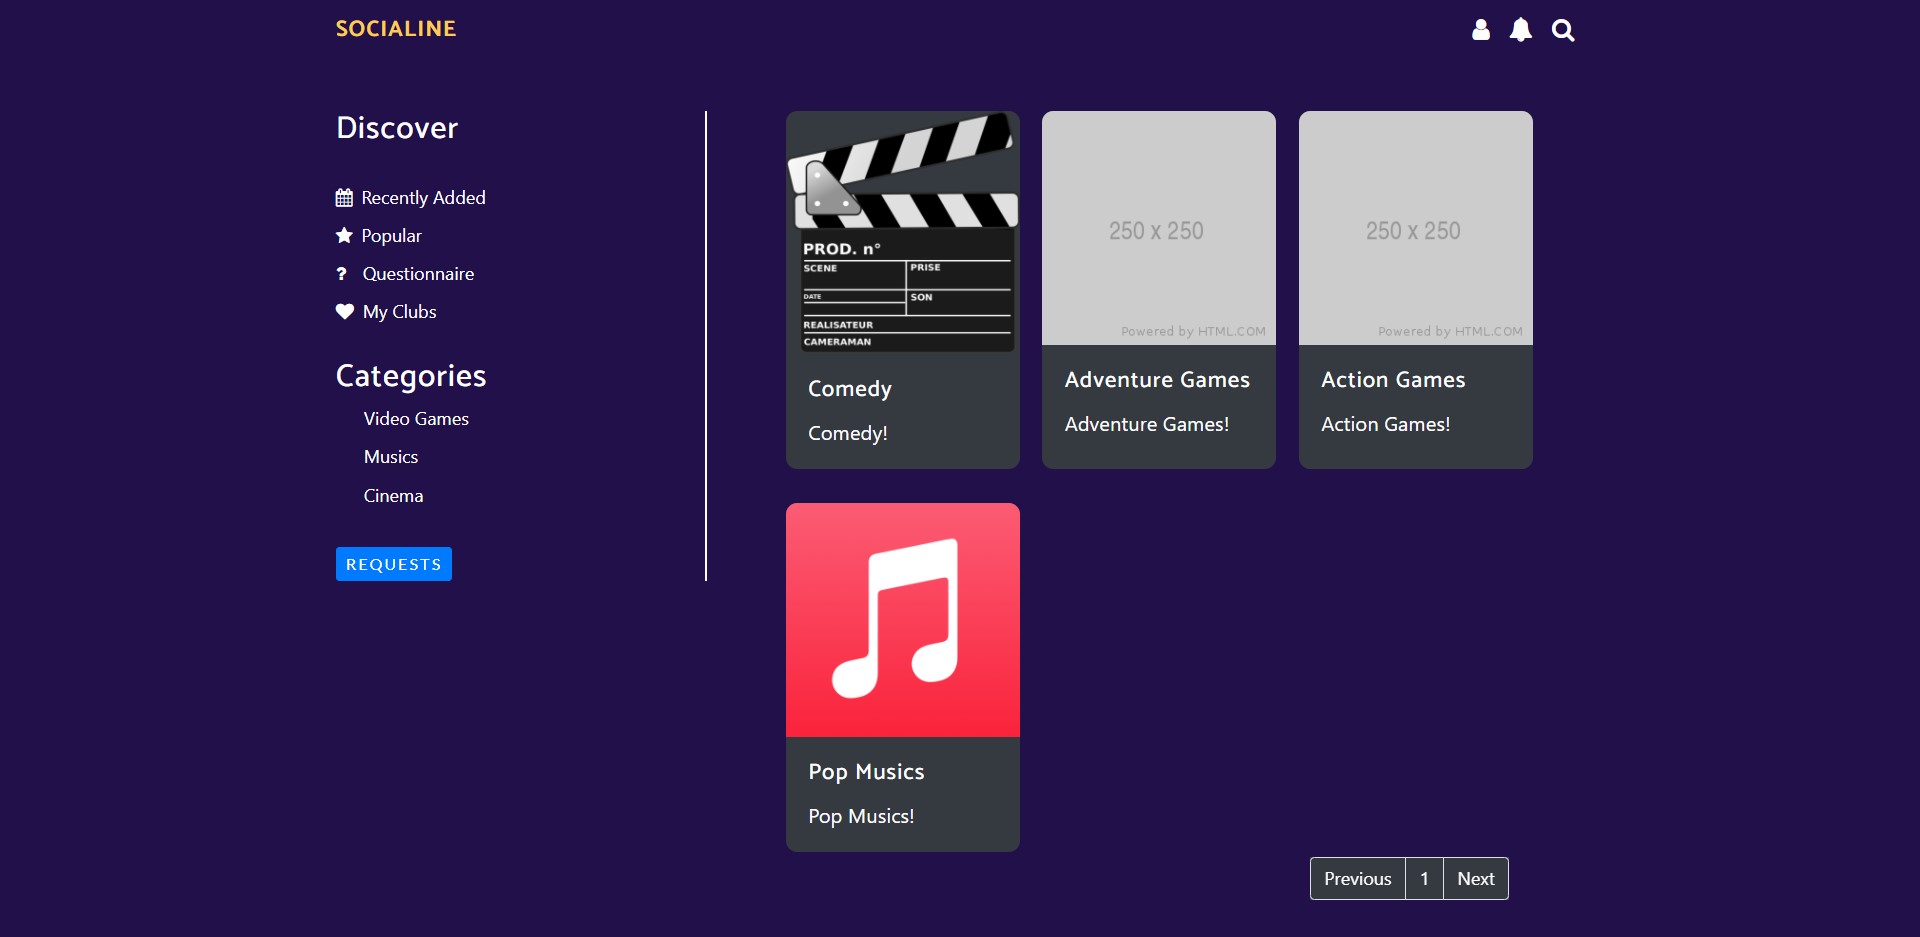 SOCIALINE
Discover
Recently Added
Popular
? Questionnaire
My Clubs
Categories
Video Games
Musics
Cinema
REQUESTS
PROD. n°
SCENE PRISE
DATE SON
REALISATEUR
CAMERAMAN
Comedy
Comedy!
250 x 250
Powered by HTML.COM
Adventure Games
Adventure Games!
250 x 250
Powered by HTML.COM
Action Games
Action Games!
Pop Musics
Pop Musics!
Previous 1 Next